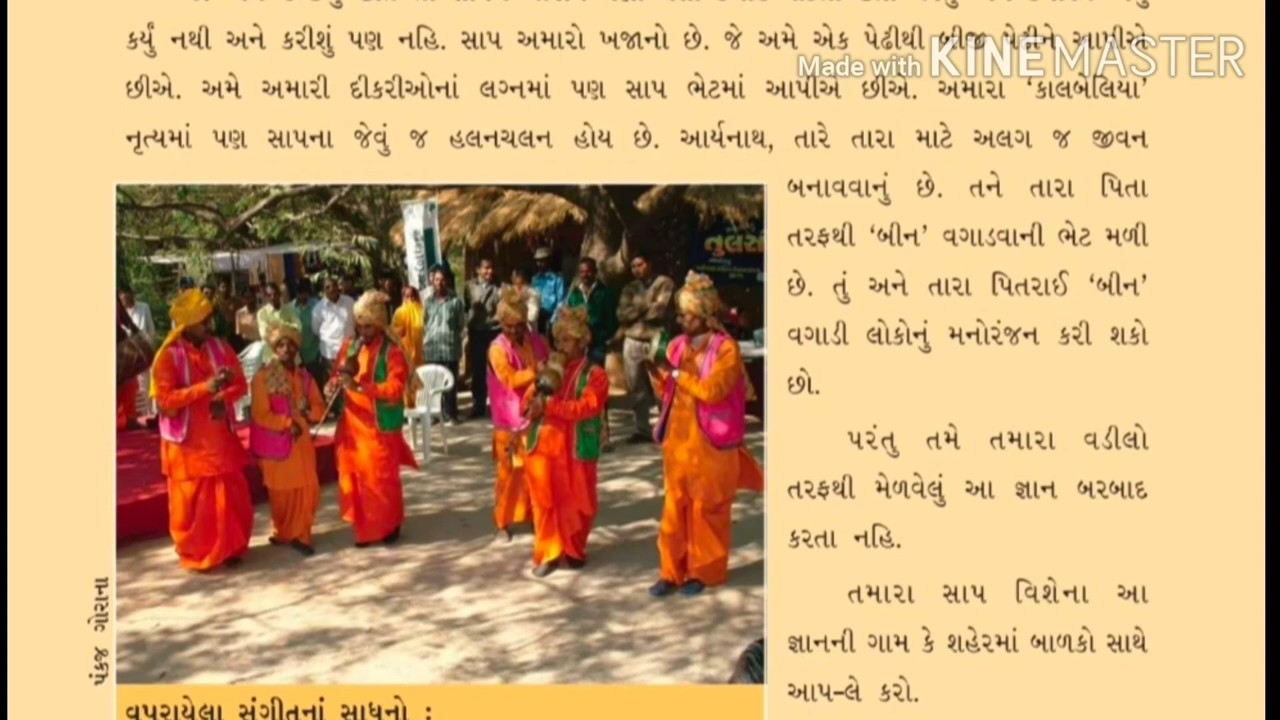 કર્યું નથી અને કરીશું પણ નહિ. સાપ અમારો ખજાનો છે. જે અમે એક પેઢીથી બીજી પેઢીને આપીએ
Made with KINEMASTER
છીએ. અમે અમારી દીકરીઓનાં લગ્નમાં પણ સાપ ભેટમાં આપીએ છીએ. અમારા ‘કાલબેલિયા’
નૃત્યમાં પણ સાપના જેવું જ હલનચલન હોય છે. આર્યનાથ, તારે તારા માટે અલગ જ જીવન
બનાવવાનું છે. તને તારા પિતા
તરફથી ‘બીન’ વગાડવાની ભેટ મળી
છે. તું અને તારા પિતરાઈ ‘બીન’
વગાડી લોકોનું મનોરંજન કરી શકો
છો.
પરંતુ તમે તમારા વડીલો
તરફથી મેળવેલું આ જ્ઞાન બરબાદ
કરતા નહિ.
તમારા સાપ વિશેના આ
જ્ઞાનની ગામ કે શહેરમાં બાળકો સાથે
આપ-લે કરો.
પંકજ ગોરાના
વપરાયેલા સંગીતનાં સાધનો :